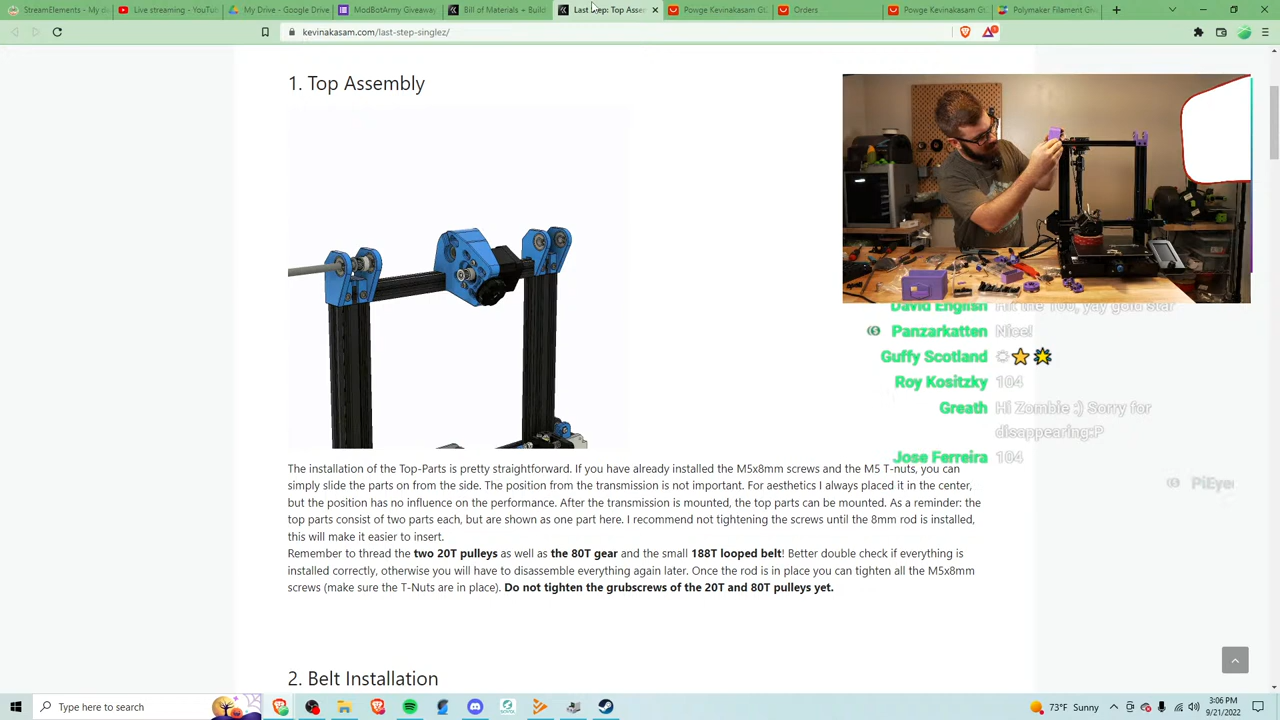 StreamElements - My d
Live streaming - YouTu
My Drive - Google Drive
ModBotArmy Giveaway
Bill of Materials + Build
Last Step: Top Asser
Powge Kevinakasam GT
Orders
Powge Kevinakasam GT
Polymaker Filament Giv
kevinakasam.com/last-step-singlez/
1. Top Assembly
David English Hit the 100, yay gold star
Panzarkatten Nice!
Guffy Scotland
Roy Kositzky 104
Greath Hi Zombie :) Sorry for
disappearing:P
Jose Ferreira 104
PiEye
The installation of the Top-Parts is pretty straightforward. If you have already installed the M5x8mm screws and the M5 T-nuts, you can
simply slide the parts on from the side. The position from the transmission is not important. For aesthetics I always placed it in the center,
but the position has no influence on the performance. After the transmission is mounted, the top parts can be mounted. As a reminder: the
top parts consist of two parts each, but are shown as one part here. I recommend not tightening the screws until the 8mm rod is installed,
this will make it easier to insert.
Remember to thread the two 20T pulleys as well as the 80T gear and the small 188T looped belt! Better double check if everything is
installed correctly, otherwise you will have to disassemble everything again later. Once the rod is in place you can tighten all the M5x8mm
screws (make sure the T-Nuts are in place). Do not tighten the grubscrews of the 20T and 80T pulleys yet.
2. Belt Installation
Type here to search
73°F Sunny
3:06 PM
9/21/2022